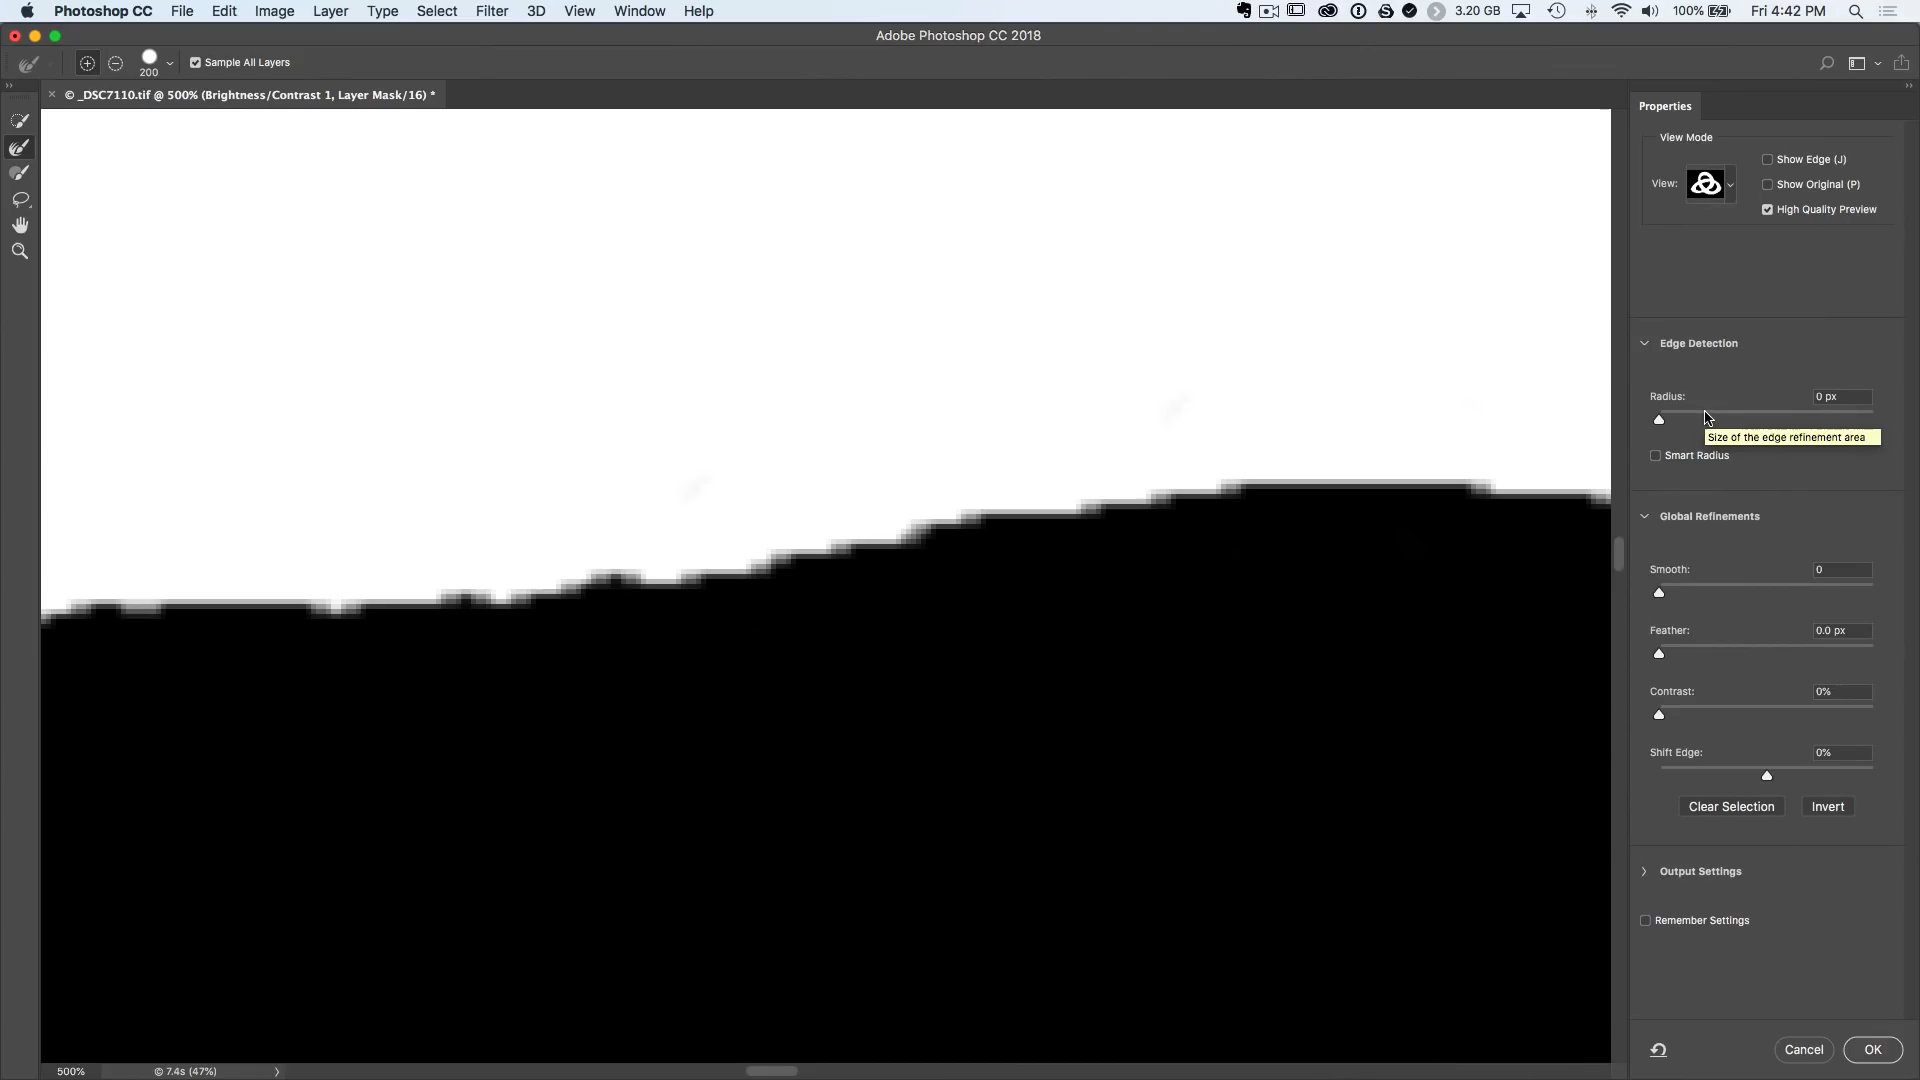 Photoshop CC File Edit Image Layer Type Select Filter 3D View Window Help 3.20 GB 100% Fri 4:42 PM
Adobe Photoshop CC 2018
200 Sample All Layers
× © _DSC7110.tif @ 500% (Brightness/Contrast 1, Layer Mask/16) *
Properties
View Mode
View:
Show Edge (J)
Show Original (P)
High Quality Preview
Edge Detection
Radius: 0 px
Size of the edge refinement area
Smart Radius
Global Refinements
Smooth: 0
Feather: 0.0 px
Contrast: 0%
Shift Edge: 0%
Clear Selection Invert
Output Settings
Remember Settings
Cancel OK
500% © 7.4s (47%)